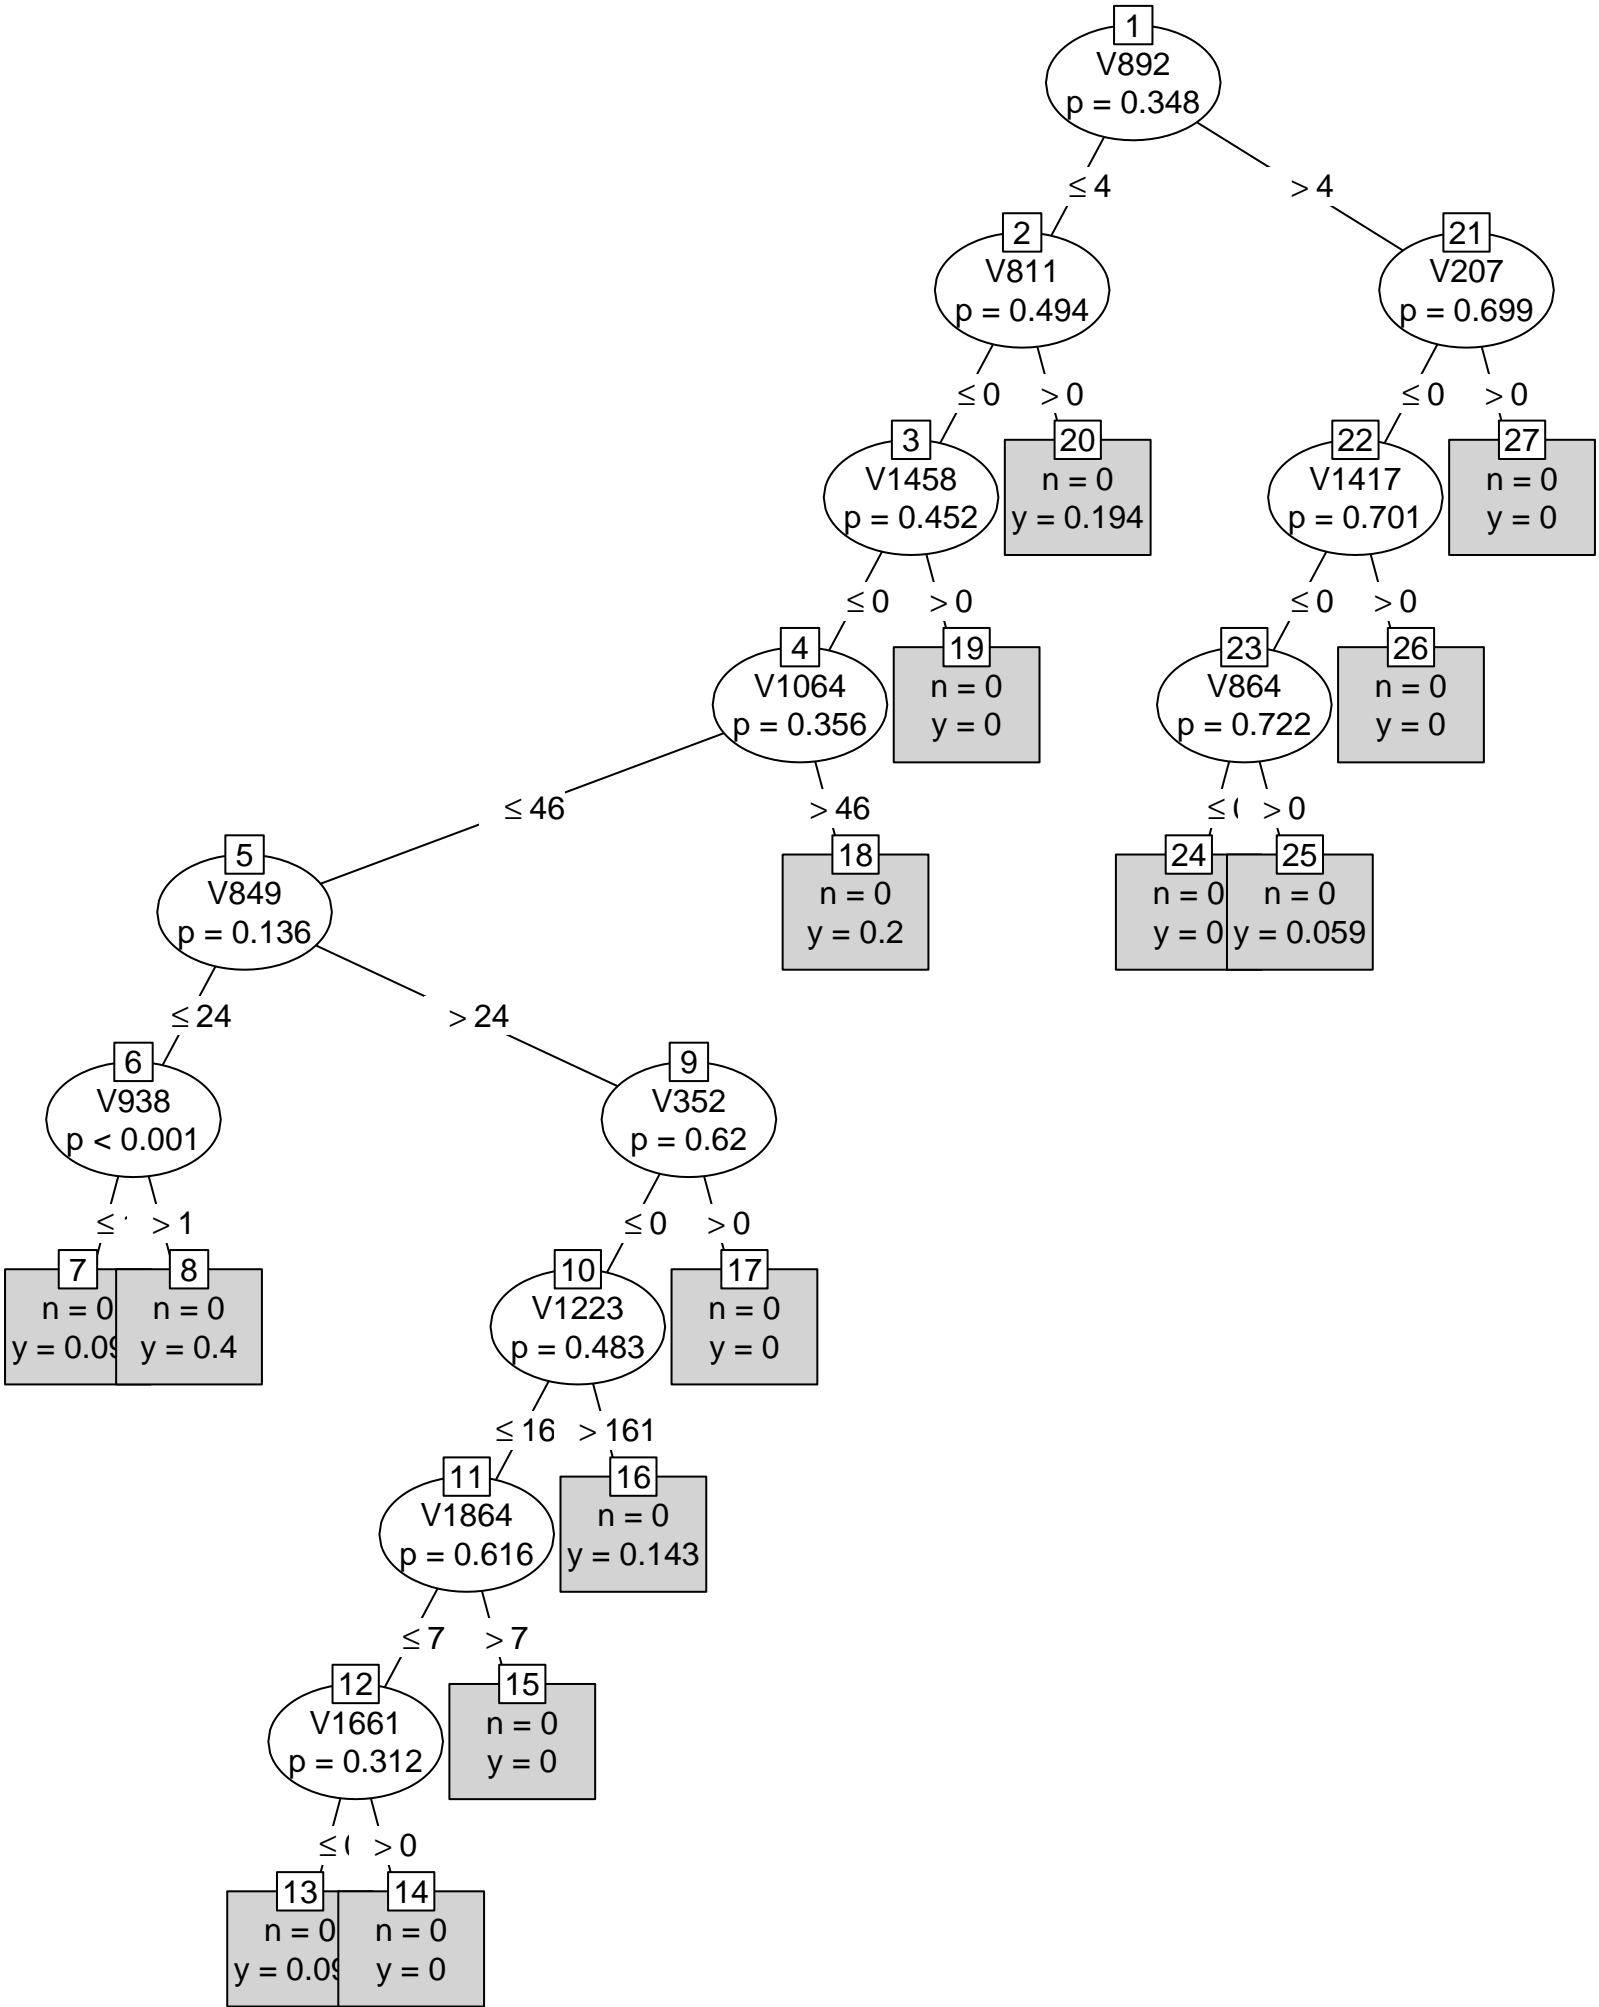 1
V892
p = 0.348
≤ 4
> 4
2
V811
p = 0.494
21
V207
p = 0.699
≤ 0
> 0
≤ 0
> 0
3
V1458
p = 0.452
20
n = 0
y = 0.194
22
V1417
p = 0.701
27
n = 0
y = 0
≤ 0
> 0
≤ 0
> 0
4
V1064
p = 0.356
19
n = 0
y = 0
23
V864
p = 0.722
26
n = 0
y = 0
≤ 46
> 46
≤
> 0
5
V849
p = 0.136
18
n = 0
y = 0.2
24
n = 0
y = 0
25
n = 0
y = 0.059
≤ 24
> 24
6
V938
p < 0.001
9
V352
p = 0.62
≤
> 1
≤ 0
> 0
7
n = 0
y = 0.09
8
n = 0
y = 0.4
10
V1223
p = 0.483
17
n = 0
y = 0
≤ 16
> 161
11
V1864
p = 0.616
16
n = 0
y = 0.143
≤ 7
> 7
12
V1661
p = 0.312
15
n = 0
y = 0
≤
> 0
13
n = 0
y = 0.09
14
n = 0
y = 0